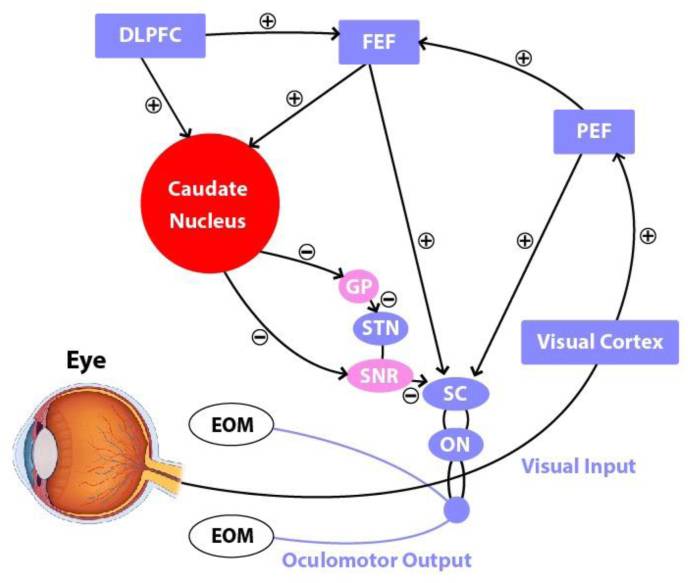 DLPFC
⊕
FEF
⊕
⊕
⊕
PEF
Caudate
Nucleus
⊕
⊕
⊕
⊖
GP
⊖
STN
Visual Cortex
⊖
Eye
SNR
⊖
SC
EOM
ON
Visual Input
EOM
Oculomotor Output